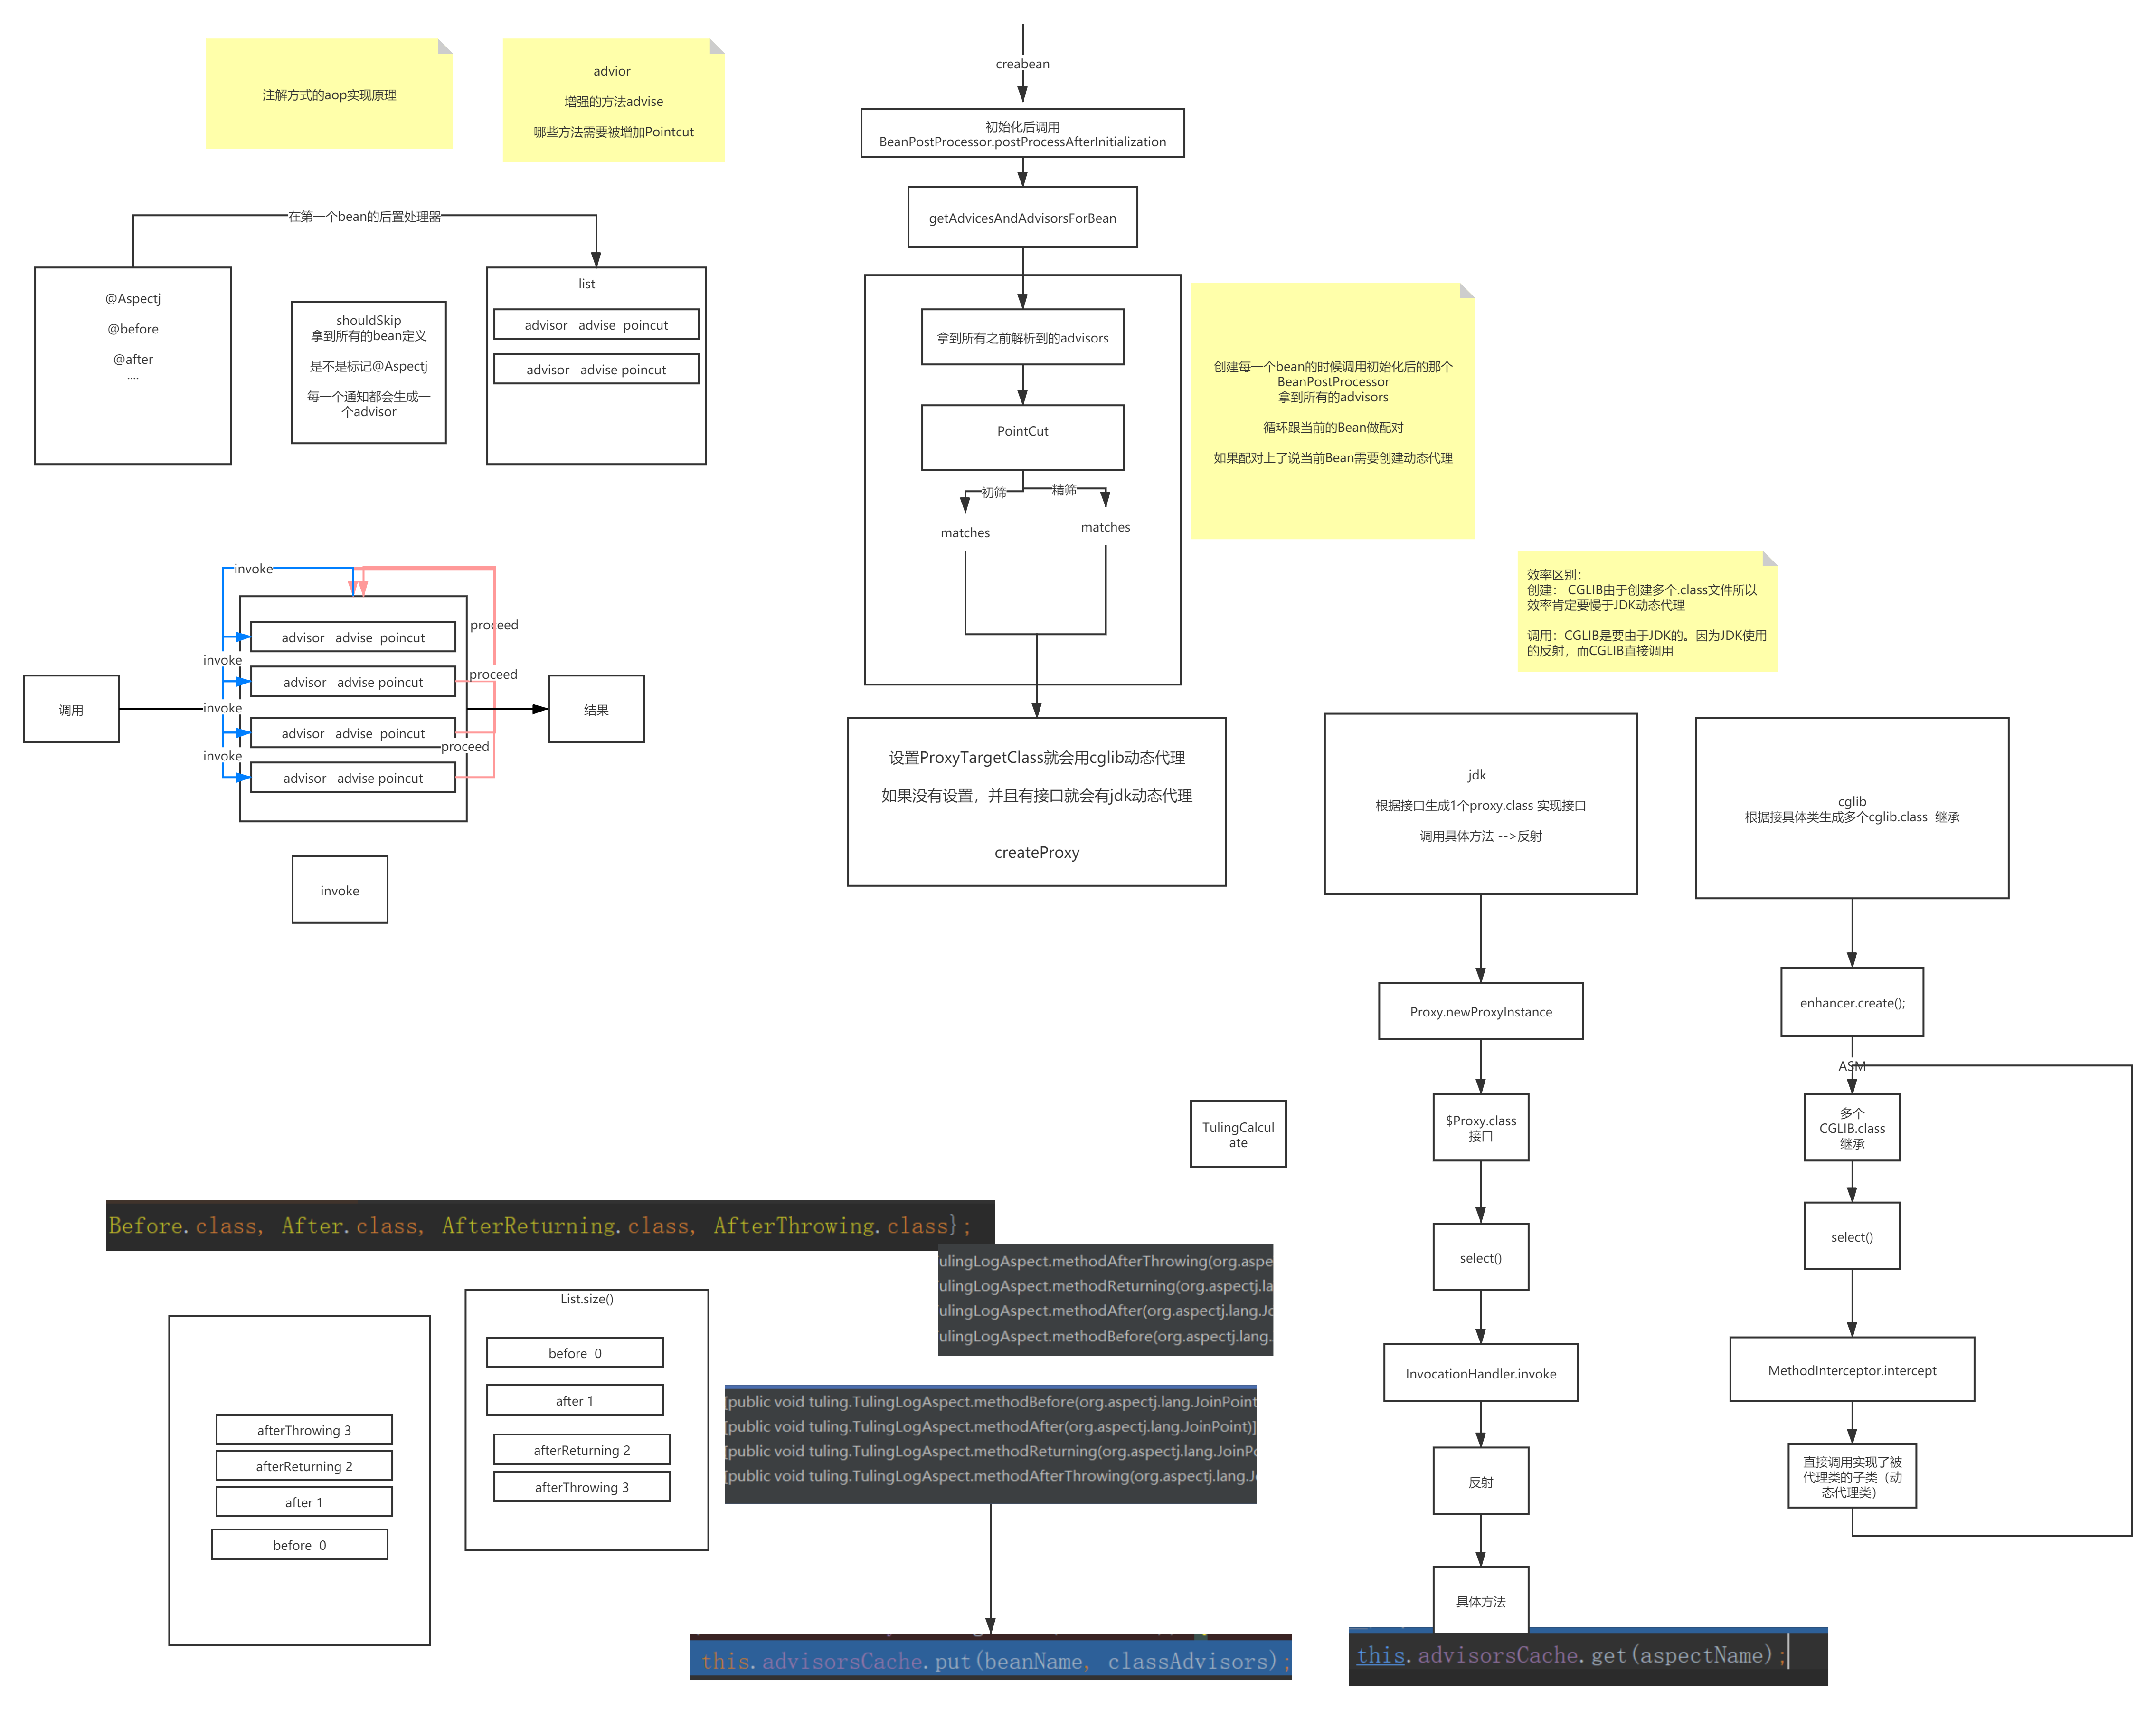 注解方式的aop实现原理
advior
增强的方法advise
哪些方法需要被增加Pointcut
在第一个bean的后置处理器
@Aspectj
@before
@after
....
shouldSkip
拿到所有的bean定义
是不是标记@Aspectj
每一个通知都会生成一
个advisor
list
advisor advise poincut
advisor advise poincut
creabean
初始化后调用
BeanPostProcessor.postProcessAfterInitialization
getAdvicesAndAdvisorsForBean
拿到所有之前解析到的advisors
PointCut
初筛
精筛
matches
matches
创建每一个bean的时候调用初始化后的那个
BeanPostProcessor
拿到所有的advisors
循环跟当前的Bean做配对
如果配对上了说当前Bean需要创建动态代理
invoke
advisor advise poincut
proceed
invoke
advisor advise poincut
proceed
调用
invoke
结果
advisor advise poincut
proceed
invoke
advisor advise poincut
invoke
设置ProxyTargetClass就会用cglib动态代理
如果没有设置，并且有接口就会有jdk动态代理
createProxy
效率区别：
创建： CGLIB由于创建多个.class文件所以
效率肯定要慢于JDK动态代理
调用：CGLIB是要由于JDK的。因为JDK使用
的反射，而CGLIB直接调用
jdk
根据接口生成1个proxy.class 实现接口
调用具体方法 -->反射
Proxy.newProxyInstance
$Proxy.class
接口
select()
InvocationHandler.invoke
反射
具体方法
cglib
根据接具体类生成多个cglib.class 继承
enhancer.create();
ASM
多个
CGLIB.class
继承
select()
MethodInterceptor.intercept
直接调用实现了被
代理类的子类（动
态代理类）
TulingCalcul
ate
Before.class, After.class, AfterReturning.class, AfterThrowing.class};
ulingLogAspect.methodAfterThrowing(org.aspe
ulingLogAspect.methodReturning(org.aspectj.la
ulingLogAspect.methodAfter(org.aspectj.lang.Jo
ulingLogAspect.methodBefore(org.aspectj.lang.
afterThrowing 3
afterReturning 2
after 1
before 0
List.size()
before 0
after 1
afterReturning 2
afterThrowing 3
[public void tuling.TulingLogAspect.methodBefore(org.aspectj.lang.JoinPoint
[public void tuling.TulingLogAspect.methodAfter(org.aspectj.lang.JoinPoint)]
[public void tuling.TulingLogAspect.methodReturning(org.aspectj.lang.JoinPo
[public void tuling.TulingLogAspect.methodAfterThrowing(org.aspectj.lang.Jo
this.advisorsCache.put(beanName, classAdvisors);
this.advisorsCache.get(aspectName);